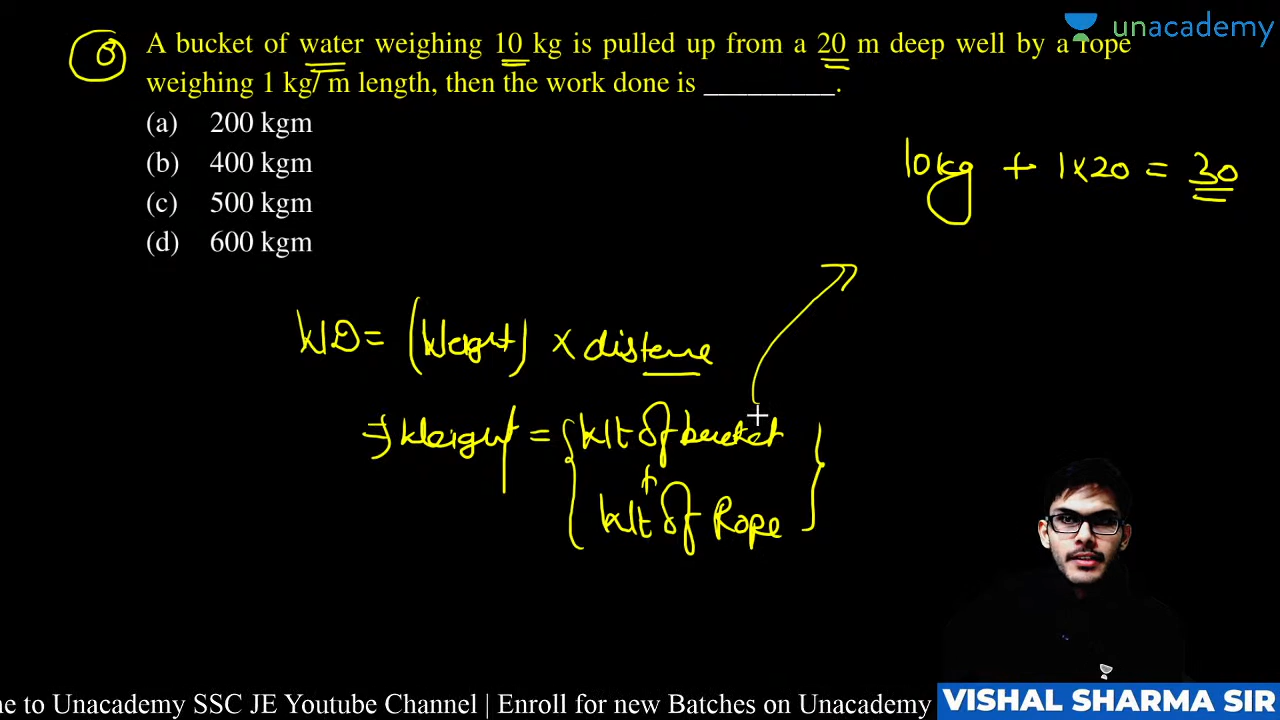 unacademy
Q A bucket of water weighing 10 kg is pulled up from a 20 m deep well by a rope
weighing 1 kg/ m length, then the work done is _________.
(a) 200 kgm
(b) 400 kgm
(c) 500 kgm
(d) 600 kgm
10kg + 1×20 = 30
WD = (Weight) × distance
⇒ Weight = { Wt of bucket
+
Wt of Rope }
e to Unacademy SSC JE Youtube Channel | Enroll for new Batches on Unacademy
VISHAL SHARMA SIR